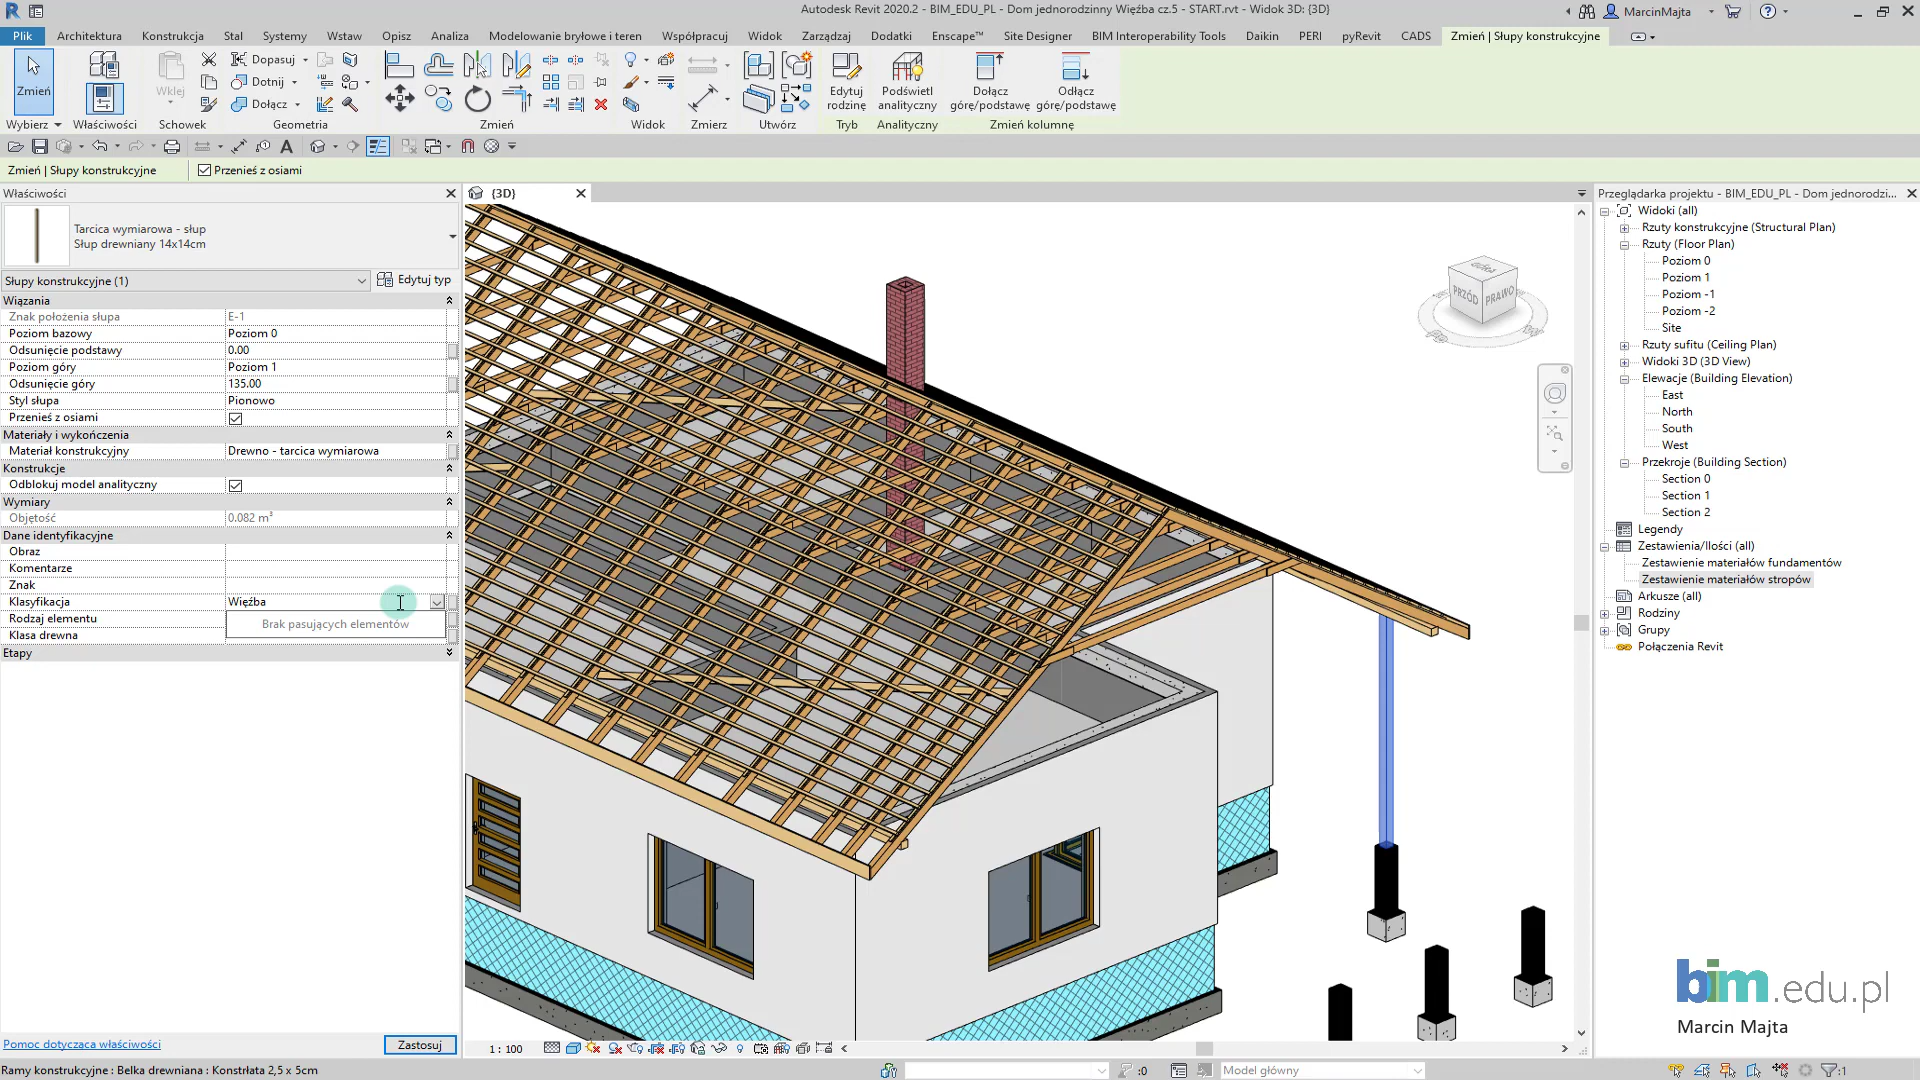 Autodesk Revit 2020.2 - BIM_EDU_PL - Dom jednorodzinny Więźba cz.5 - START.rvt - Widok 3D: {3D}
MarcinMajta
Plik Architektura Konstrukcja Stal Systemy Wstaw Opisz Analiza Modelowanie bryłowe i teren Współpracuj Widok Zarządzaj Dodatki Enscape™ Site Designer BIM Interoperability Tools Daikin PERI pyRevit CADS Zmień | Słupy konstrukcyjne
Zmień
Wklej
Dopasuj
Dotnij
Dołącz
Edytuj rodzinę
Podświetl analityczny
Dołącz górę/podstawę
Odłącz górę/podstawę
Wybierz Właściwości Schowek Geometria Zmień Widok Zmierz Utwórz Tryb Analityczny Zmień kolumnę
Zmień | Słupy konstrukcyjne Przenieś z osiami
Właściwości
Tarcica wymiarowa - słup
Słup drewniany 14x14cm
Słupy konstrukcyjne (1) Edytuj typ
Wiązania
Znak położenia słupa E-1
Poziom bazowy Poziom 0
Odsunięcie podstawy 0.00
Poziom góry Poziom 1
Odsunięcie góry 135.00
Styl słupa Pionowo
Przenieś z osiami
Materiały i wykończenia
Materiał konstrukcyjny Drewno - tarcica wymiarowa
Konstrukcje
Odblokuj model analityczny
Wymiary
Objętość 0.082 m³
Dane identyfikacyjne
Obraz
Komentarze
Znak
Klasyfikacja Więźba
Rodzaj elementu
Brak pasujących elementów
Klasa drewna
Etapy
Pomoc dotycząca właściwości Zastosuj
{3D}
PRZÓD PRAWO
1 : 100
Przeglądarka projektu - BIM_EDU_PL - Dom jednorodzi...
Widoki (all)
Rzuty konstrukcyjne (Structural Plan)
Rzuty (Floor Plan)
Poziom 0
Poziom 1
Poziom -1
Poziom -2
Site
Rzuty sufitu (Ceiling Plan)
Widoki 3D (3D View)
Elewacje (Building Elevation)
East
North
South
West
Przekroje (Building Section)
Section 0
Section 1
Section 2
Legendy
Zestawienia/Ilości (all)
Zestawienie materiałów fundamentów
Zestawienie materiałów stropów
Arkusze (all)
Rodziny
Grupy
Połączenia Revit
bim.edu.pl
Marcin Majta
Ramy konstrukcyjne : Belka drewniana : Konstrłata 2,5 x 5cm
:0
Model główny
:1